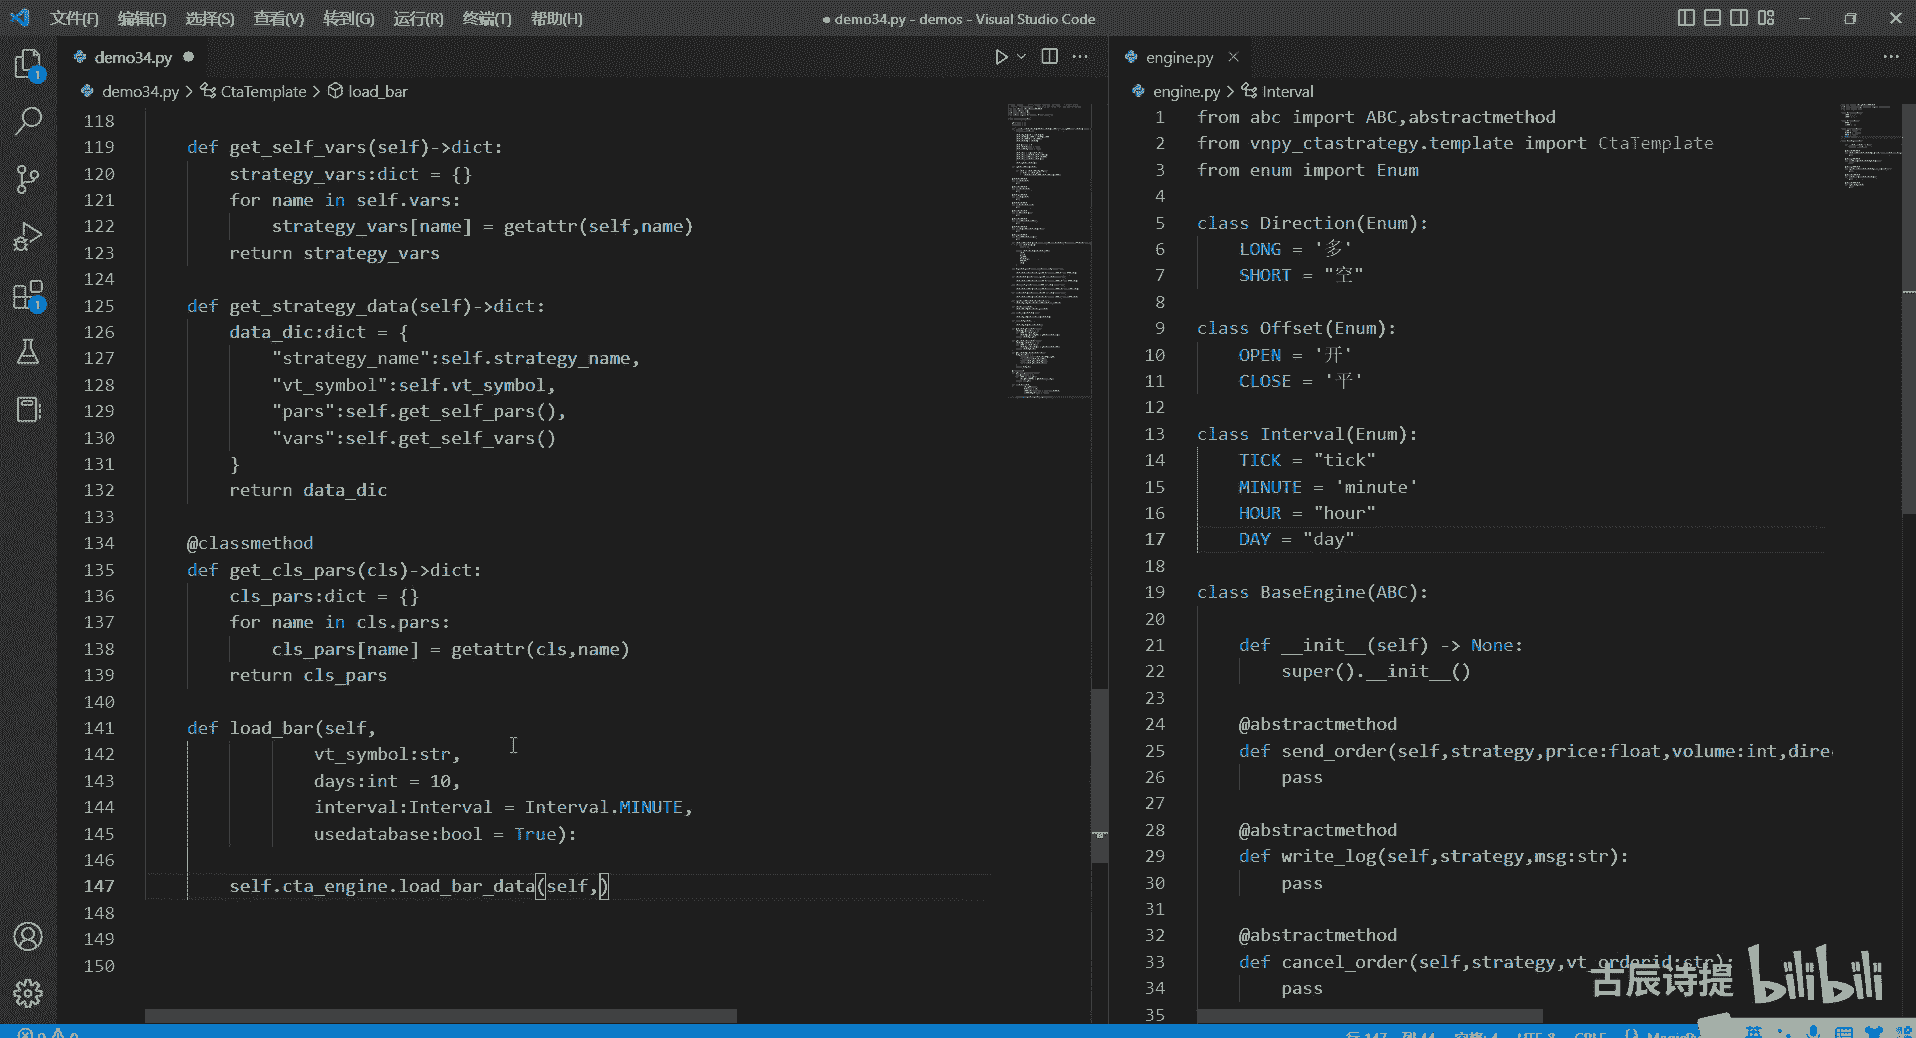 文件(F) 编辑(E) 选择(S) 查看(V) 转到(G) 运行(R) 终端(T) 帮助(H)
● demo34.py - demos - Visual Studio Code
demo34.py ●
demo34.py > CtaTemplate > load_bar
118
119 def get_self_vars(self)->dict:
120 strategy_vars:dict = {}
121 for name in self.vars:
122 strategy_vars[name] = getattr(self,name)
123 return strategy_vars
124
125 def get_strategy_data(self)->dict:
126 data_dic:dict = {
127 "strategy_name":self.strategy_name,
128 "vt_symbol":self.vt_symbol,
129 "pars":self.get_self_pars(),
130 "vars":self.get_self_vars()
131 }
132 return data_dic
133
134 @classmethod
135 def get_cls_pars(cls)->dict:
136 cls_pars:dict = {}
137 for name in cls.pars:
138 cls_pars[name] = getattr(cls,name)
139 return cls_pars
140
141 def load_bar(self,
142 vt_symbol:str,
143 days:int = 10,
144 interval:Interval = Interval.MINUTE,
145 usedatabase:bool = True):
146
147 self.cta_engine.load_bar_data(self,)
148
149
150
engine.py
engine.py > Interval
1 from abc import ABC,abstractmethod
2 from vnpy_ctastrategy.template import CtaTemplate
3 from enum import Enum
4
5 class Direction(Enum):
6 LONG = '多'
7 SHORT = "空"
8
9 class Offset(Enum):
10 OPEN = '开'
11 CLOSE = '平'
12
13 class Interval(Enum):
14 TICK = "tick"
15 MINUTE = 'minute'
16 HOUR = "hour"
17 DAY = "day"
18
19 class BaseEngine(ABC):
20
21 def __init__(self) -> None:
22 super().__init__()
23
24 @abstractmethod
25 def send_order(self,strategy,price:float,volume:int,dire
26 pass
27
28 @abstractmethod
29 def write_log(self,strategy,msg:str):
30 pass
31
32 @abstractmethod
33 def cancel_order(self,strategy,vt_orderid:str):
34 pass
35
1
1
古辰诗提 bilibili
英